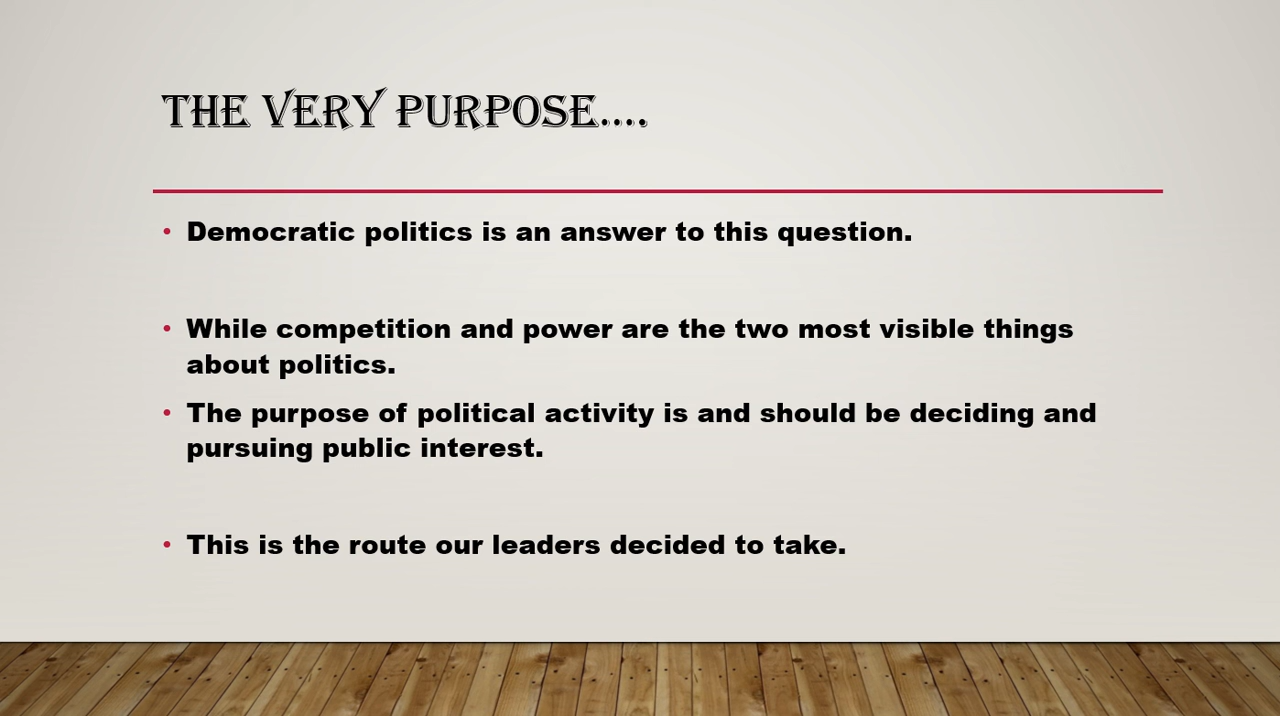 THE VERY PURPOSE....
• Democratic politics is an answer to this question.
• While competition and power are the two most visible things
about politics.
• The purpose of political activity is and should be deciding and
pursuing public interest.
• This is the route our leaders decided to take.